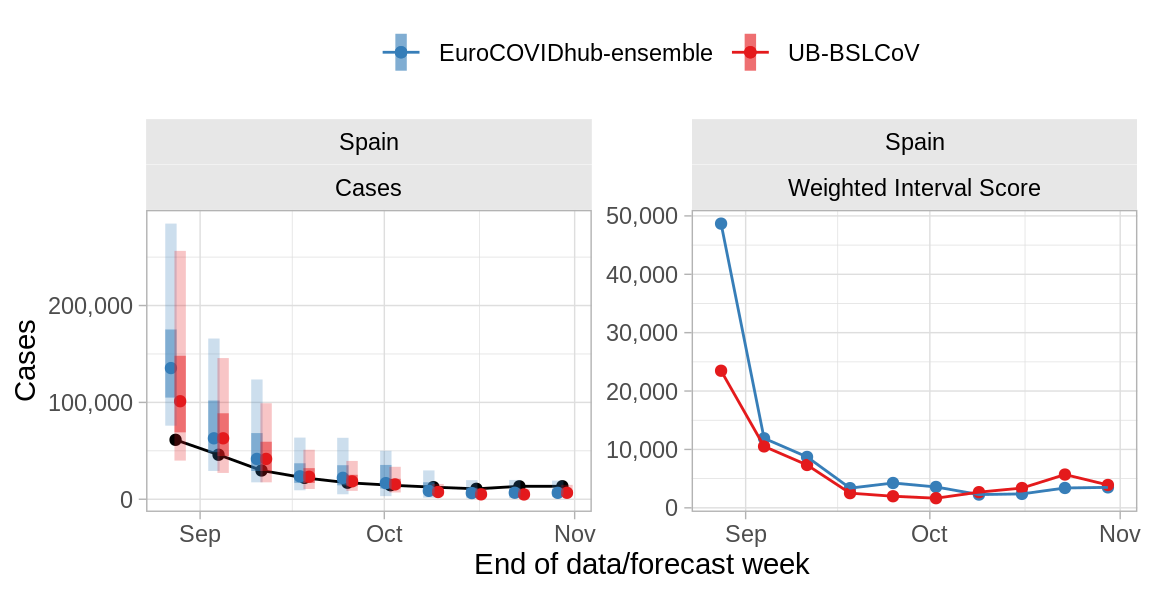 EuroCOVIDhub-ensemble UB-BSLCoV
Spain Spain
Cases Weighted Interval Score
Cases
200,000
100,000
0
50,000
40,000
30,000
20,000
10,000
0
Sep Oct Nov Sep Oct Nov
End of data/forecast week